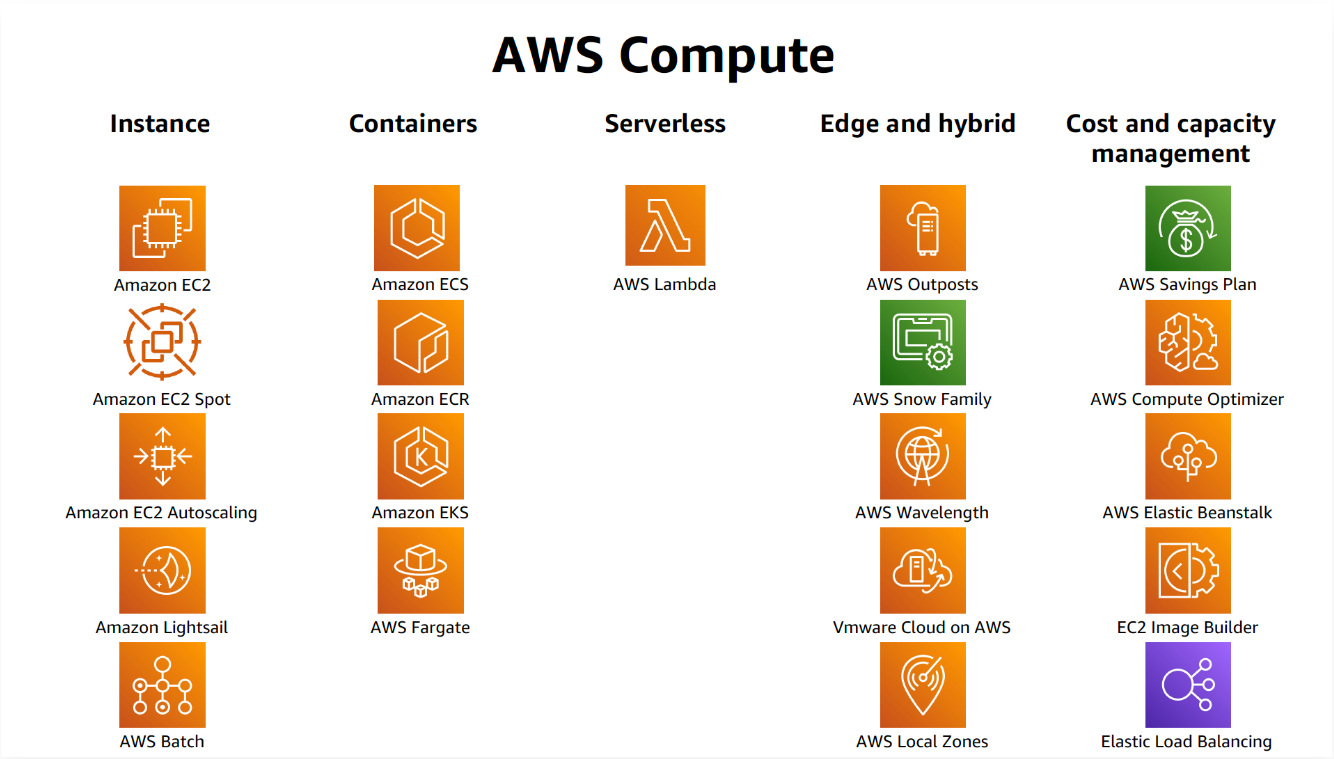 AWS Compute
Instance
Amazon EC2
Amazon EC2 Spot
Amazon EC2 Autoscaling
Amazon Lightsail
AWS Batch
Containers
Amazon ECS
Amazon ECR
Amazon EKS
K
AWS Fargate
Serverless
AWS Lambda
Edge and hybrid
AWS Outposts
AWS Snow Family
AWS Wavelength
Vmware Cloud on AWS
AWS Local Zones
Cost and capacity
management
$
AWS Savings Plan
AWS Compute Optimizer
AWS Elastic Beanstalk
EC2 Image Builder
Elastic Load Balancing